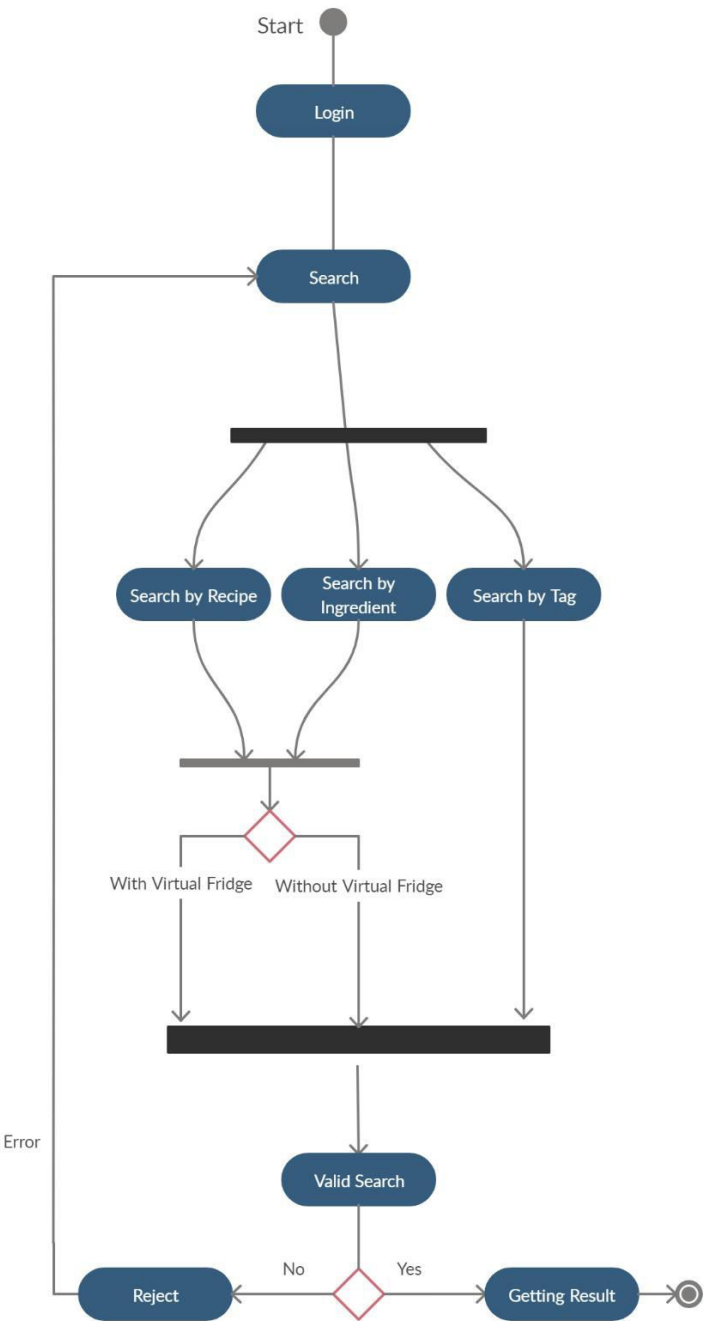 Start
Login
Search
Search by Recipe
Search by
Ingredient
Search by Tag
With Virtual Fridge
Without Virtual Fridge
Error
Valid Search
No
Yes
Reject
Getting Result